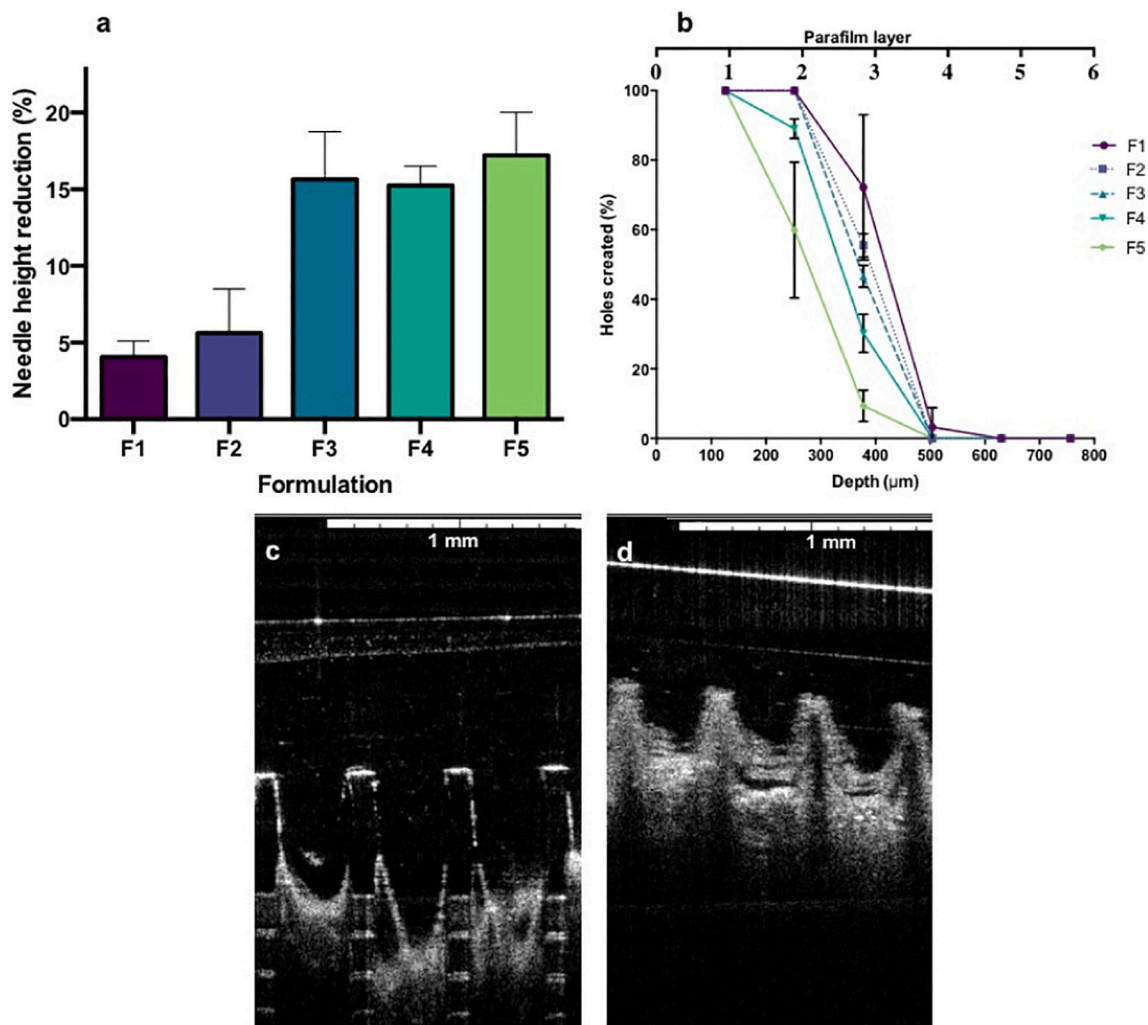 a
Needle height reduction (%)
20
15
10
5
0
F1 F2 F3 F4 F5
Formulation
b
Parafilm layer
0 1 2 3 4 5 6
Holes created (%)
100
80
60
40
20
0
0 100 200 300 400 500 600 700 800
Depth (µm)
F1
F2
F3
F4
F5
c
1 mm
d
1 mm